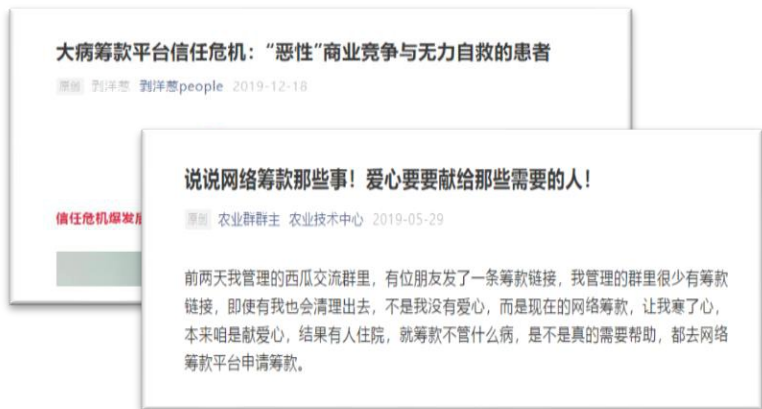 大病筹款平台信任危机：“恶性”商业竞争与无力自救的患者
原创 剥洋葱 剥洋葱people 2019-12-18
信任危机爆发后
说说网络筹款那些事！爱心要要献给那些需要的人！
原创 农业群群主 农业技术中心 2019-05-29
前两天我管理的西瓜交流群里，有位朋友发了一条筹款链接，我管理的群里很少有筹款
链接，即使有我也会清理出去，不是我没有爱心，而是现在的网络筹款，让我寒了心，
本来咱是献爱心，结果有人住院，就筹款不管什么病，是不是真的需要帮助，都去网络
筹款平台申请筹款。